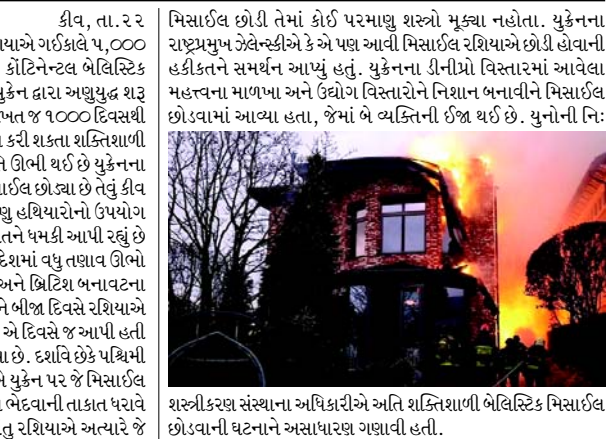 કીવ, તા.૨૨
યાએ ગઈકાલે ૫,૦૦૦
કોંટિનેન્ટલ બેલિસ્ટિક
ક્રેન દ્વારા અણુયુદ્ધ શરૂ
ખત જ ૧૦૦૦ દિવસથી
કરી શકતા શક્તિશાળી
ને ઊભી થઈ છે યુક્રેનના
ાઈલ છોડ્યા છે તેવું કીવ
ણુ હથિયારોનો ઉપયોગ
તને ધમકી આપી રહ્યું છે
દેશમાં વધુ તણાવ ઊભો
અને બ્રિટિશ બનાવટના
ને બીજા દિવસે રશિયાએ
એ દિવસે જ આપી હતી
ા છે. દર્શાવે છેકે પશ્ચિમી
એ યુક્રેન પર જે મિસાઈલ
ભેદવાની તાકાત ધરાવે
તુ રશિયાએ અત્યારે જે
મિસાઈલ છોડી તેમાં કોઈ પરમાણુ શસ્ત્રો મૂક્યા નહોતા. યુક્રેનના
રાષ્ટ્રપ્રમુખ ઝેલેન્સ્કીએ કે એ પણ આવી મિસાઈલ રશિયાએ છોડી હોવાની
હકીકતને સમર્થન આપ્યું હતું. યુક્રેનના ડીનીપ્રો વિસ્તારમાં આવેલા
મહત્ત્વના માળખા અને ઉદ્યોગ વિસ્તારોને નિશાન બનાવીને મિસાઈલ
છોડવામાં આવ્યા હતા, જેમાં બે વ્યક્તિની ઈજા થઈ છે. યુનોની નિઃ
શસ્ત્રીકરણ સંસ્થાના અધિકારીએ અતિ શક્તિશાળી બેલિસ્ટિક મિસાઈલ
છોડવાની ઘટનાને અસાધારણ ગણાવી હતી.